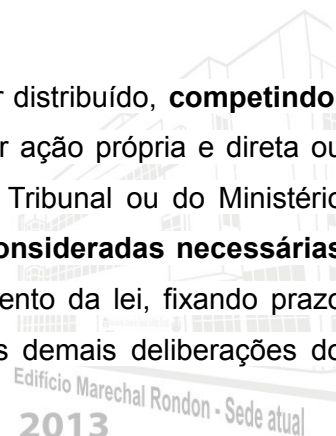 r distribuído, competindo
r ação própria e direta ou
Tribunal ou do Ministério
onsideradas necessárias
ento da lei, fixando prazo
s demais deliberações do
Edifício Marechal Rondon - Sede atual
2013